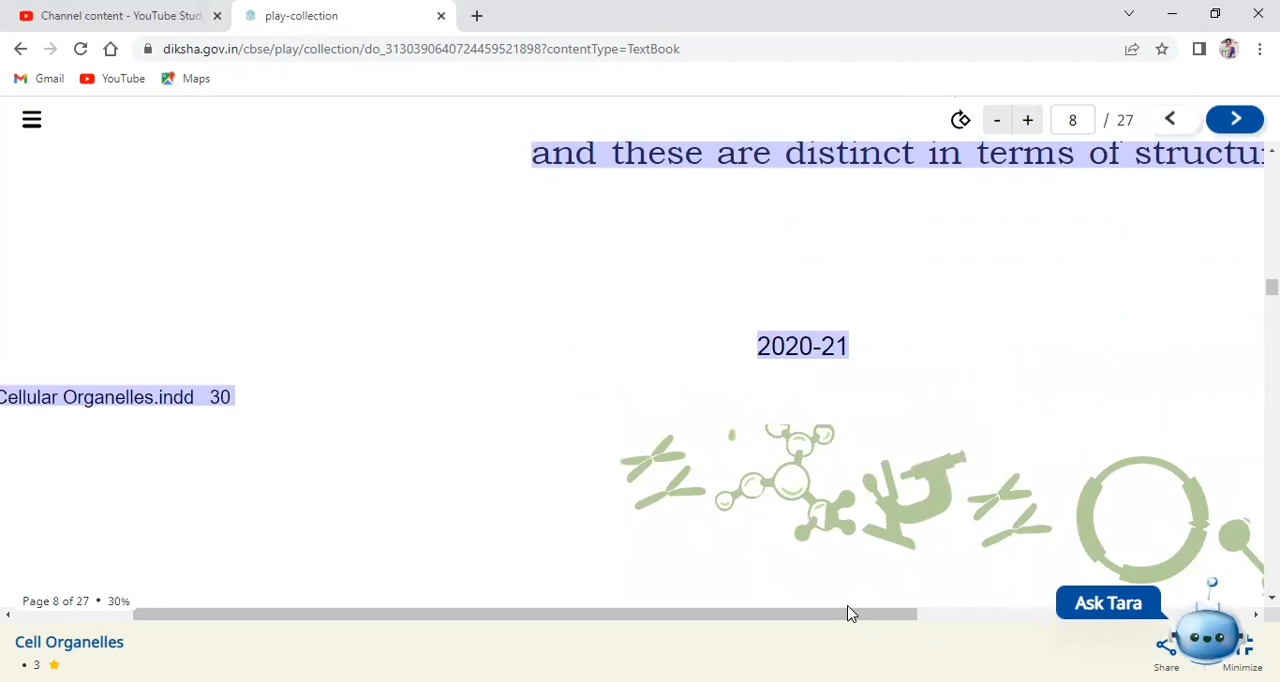 Channel content - YouTube Stud
play-collection
diksha.gov.in/cbse/play/collection/do_31303906407244595211898?contentType=TextBook
Gmail
YouTube
Maps
- + 8 / 27
and these are distinct in terms of structu
2020-21
Cellular Organelles.indd 30
Page 8 of 27 • 30%
Ask Tara
Cell Organelles
• 3
Share
Minimize